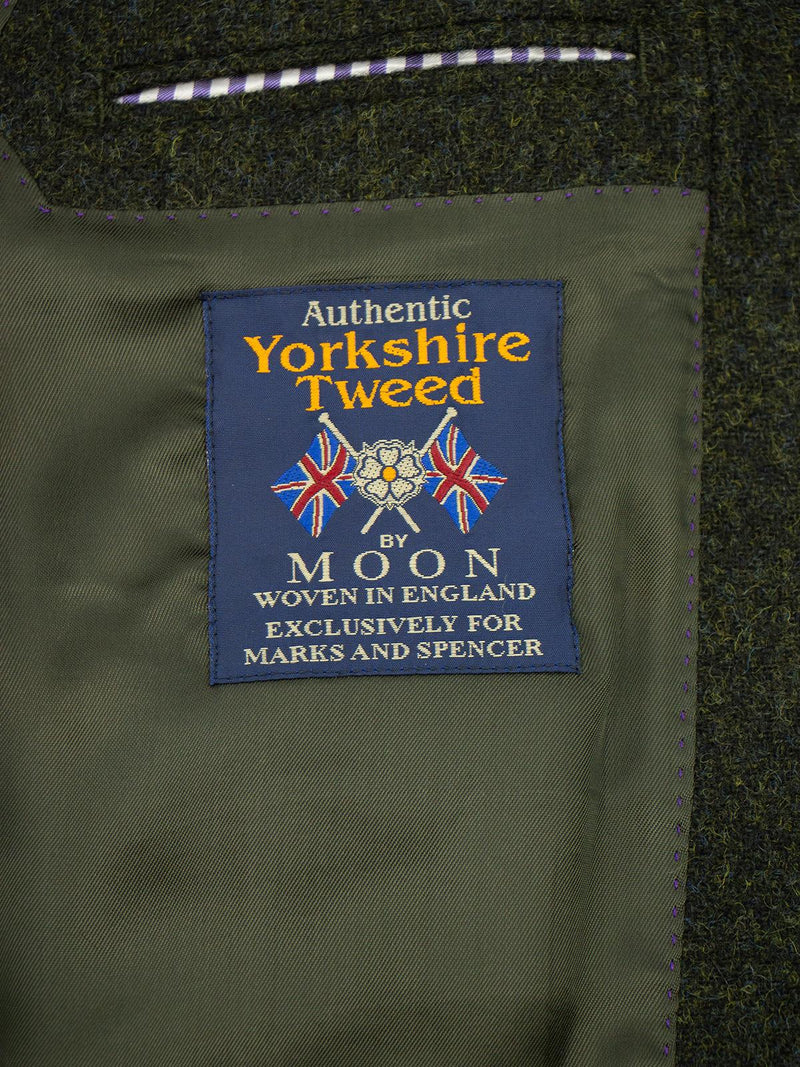 Authentic
Yorkshire
Tweed
BY
MOON
WOVEN IN ENGLAND
EXCLUSIVELY FOR
MARKS AND SPENCER